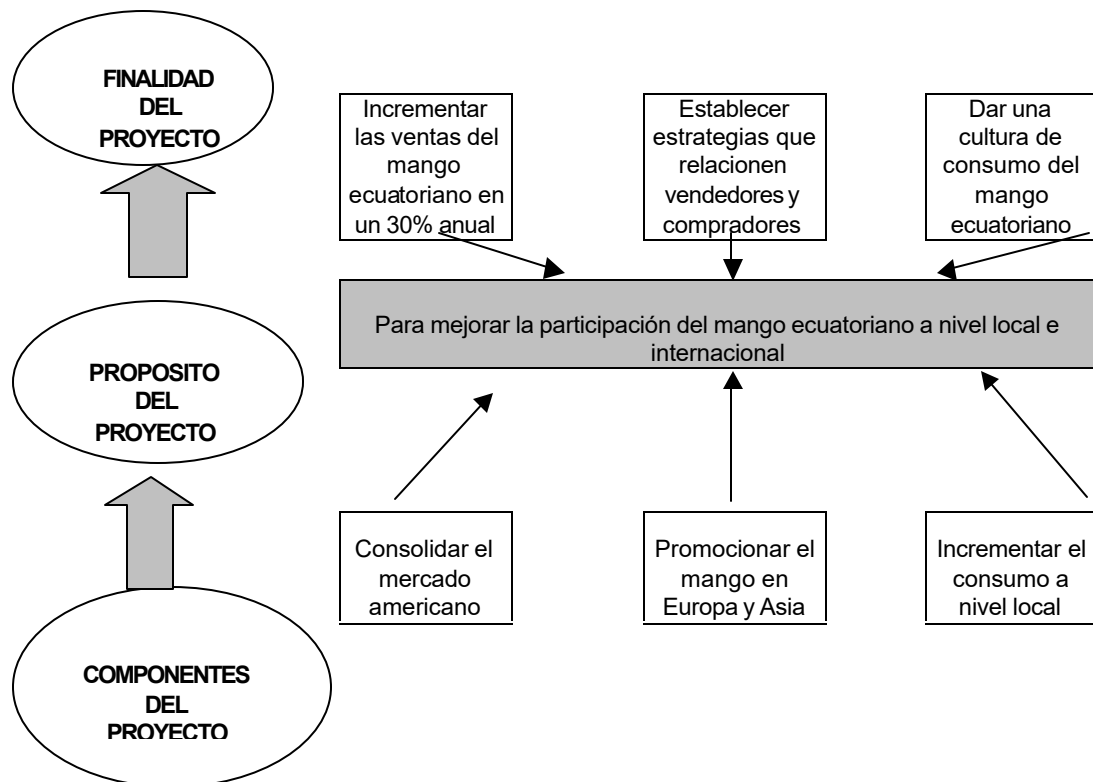 FINALIDAD
DEL
PROYECTO
Incrementar
las ventas del
mango
ecuatoriano en
un 30% anual
Establecer
estrategias que
relacionen
vendedores y
compradores
Dar una
cultura de
consumo del
mango
ecuatoriano
PROPOSITO
DEL
PROYECTO
Para mejorar la participación del mango ecuatoriano a nivel local e
internacional
COMPONENTES
DEL
PROYECTO
Consolidar el
mercado
americano
Promocionar el
mango en
Europa y Asia
Incrementar el
consumo a
nivel local